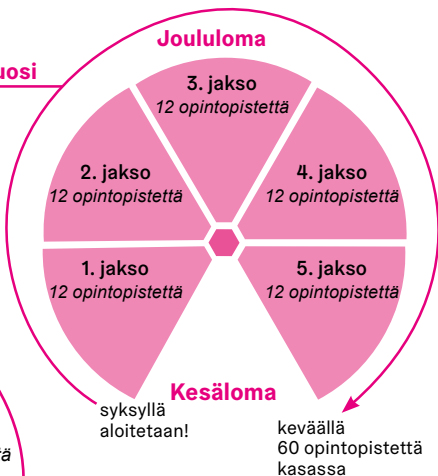 uosi
Joululoma
3. jakso
12 opintopistettä
2. jakso
12 opintopistettä
4. jakso
12 opintopistettä
1. jakso
12 opintopistettä
5. jakso
12 opintopistettä
Kesäloma
syksyllä
aloitetaan!
keväällä
60 opintopistettä
kasassa
tä